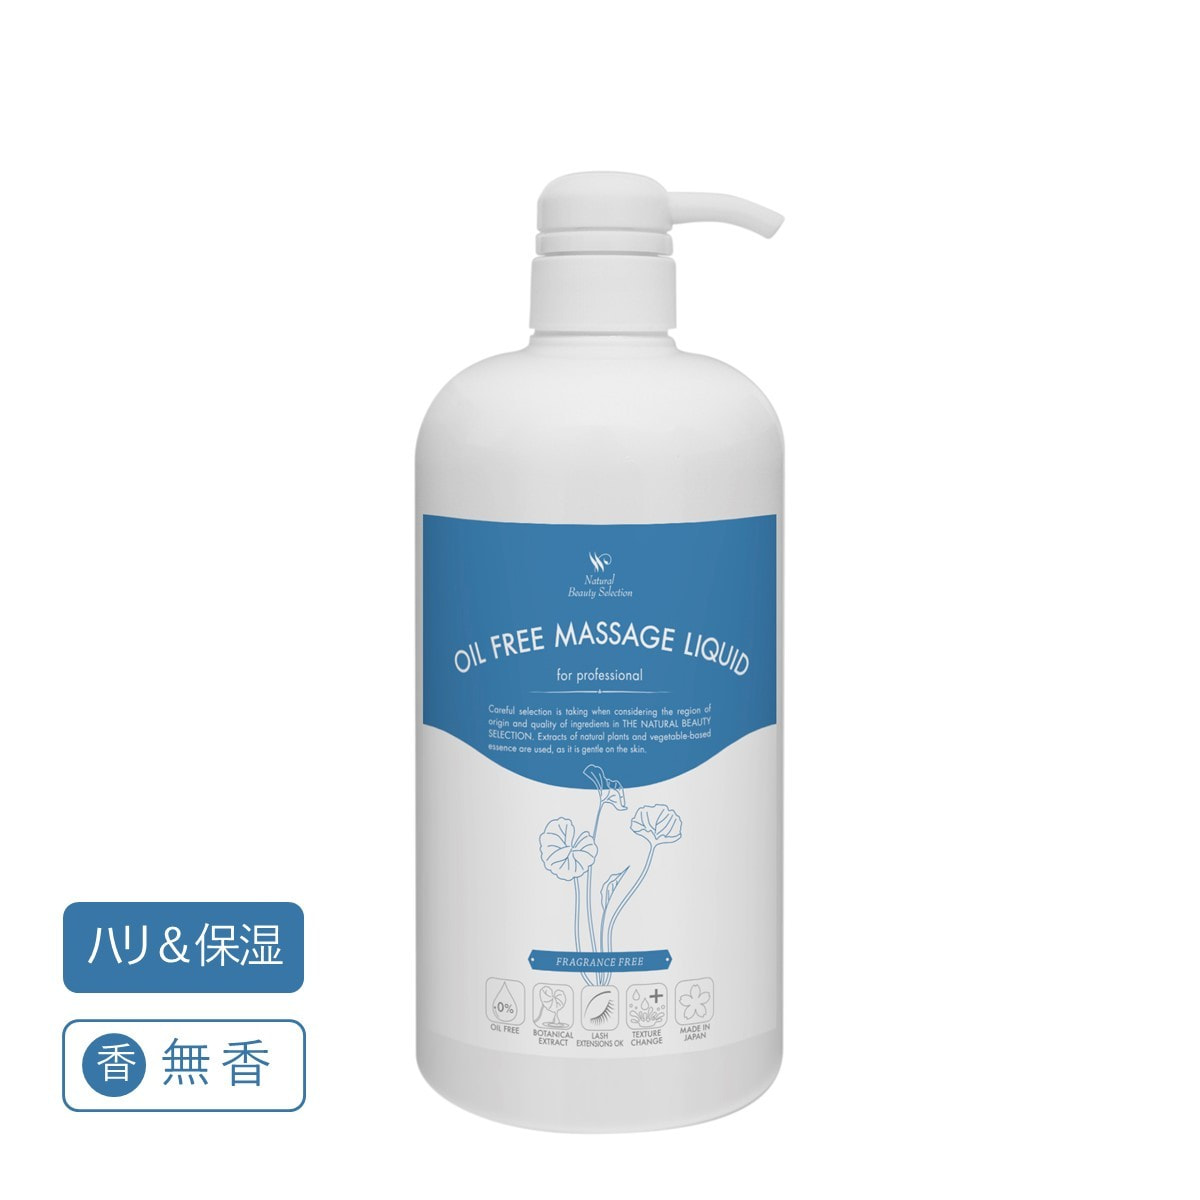 Natural
Beauty Selection
OIL FREE MASSAGE LIQUID
for professional
Careful selection is taking when considering the region of
origin and quality of ingredients in THE NATURAL BEAUTY
SELECTION. Extracts of natural plants and vegetable-based
essence are used, as it is gentle on the skin.
FRAGRANCE FREE
0%
OIL FREE
BOTANICAL
EXTRACT
LASH
EXTENSIONS OK
TEXTURE
CHANGE
MADE IN
JAPAN
ハリ&保湿
香 無香